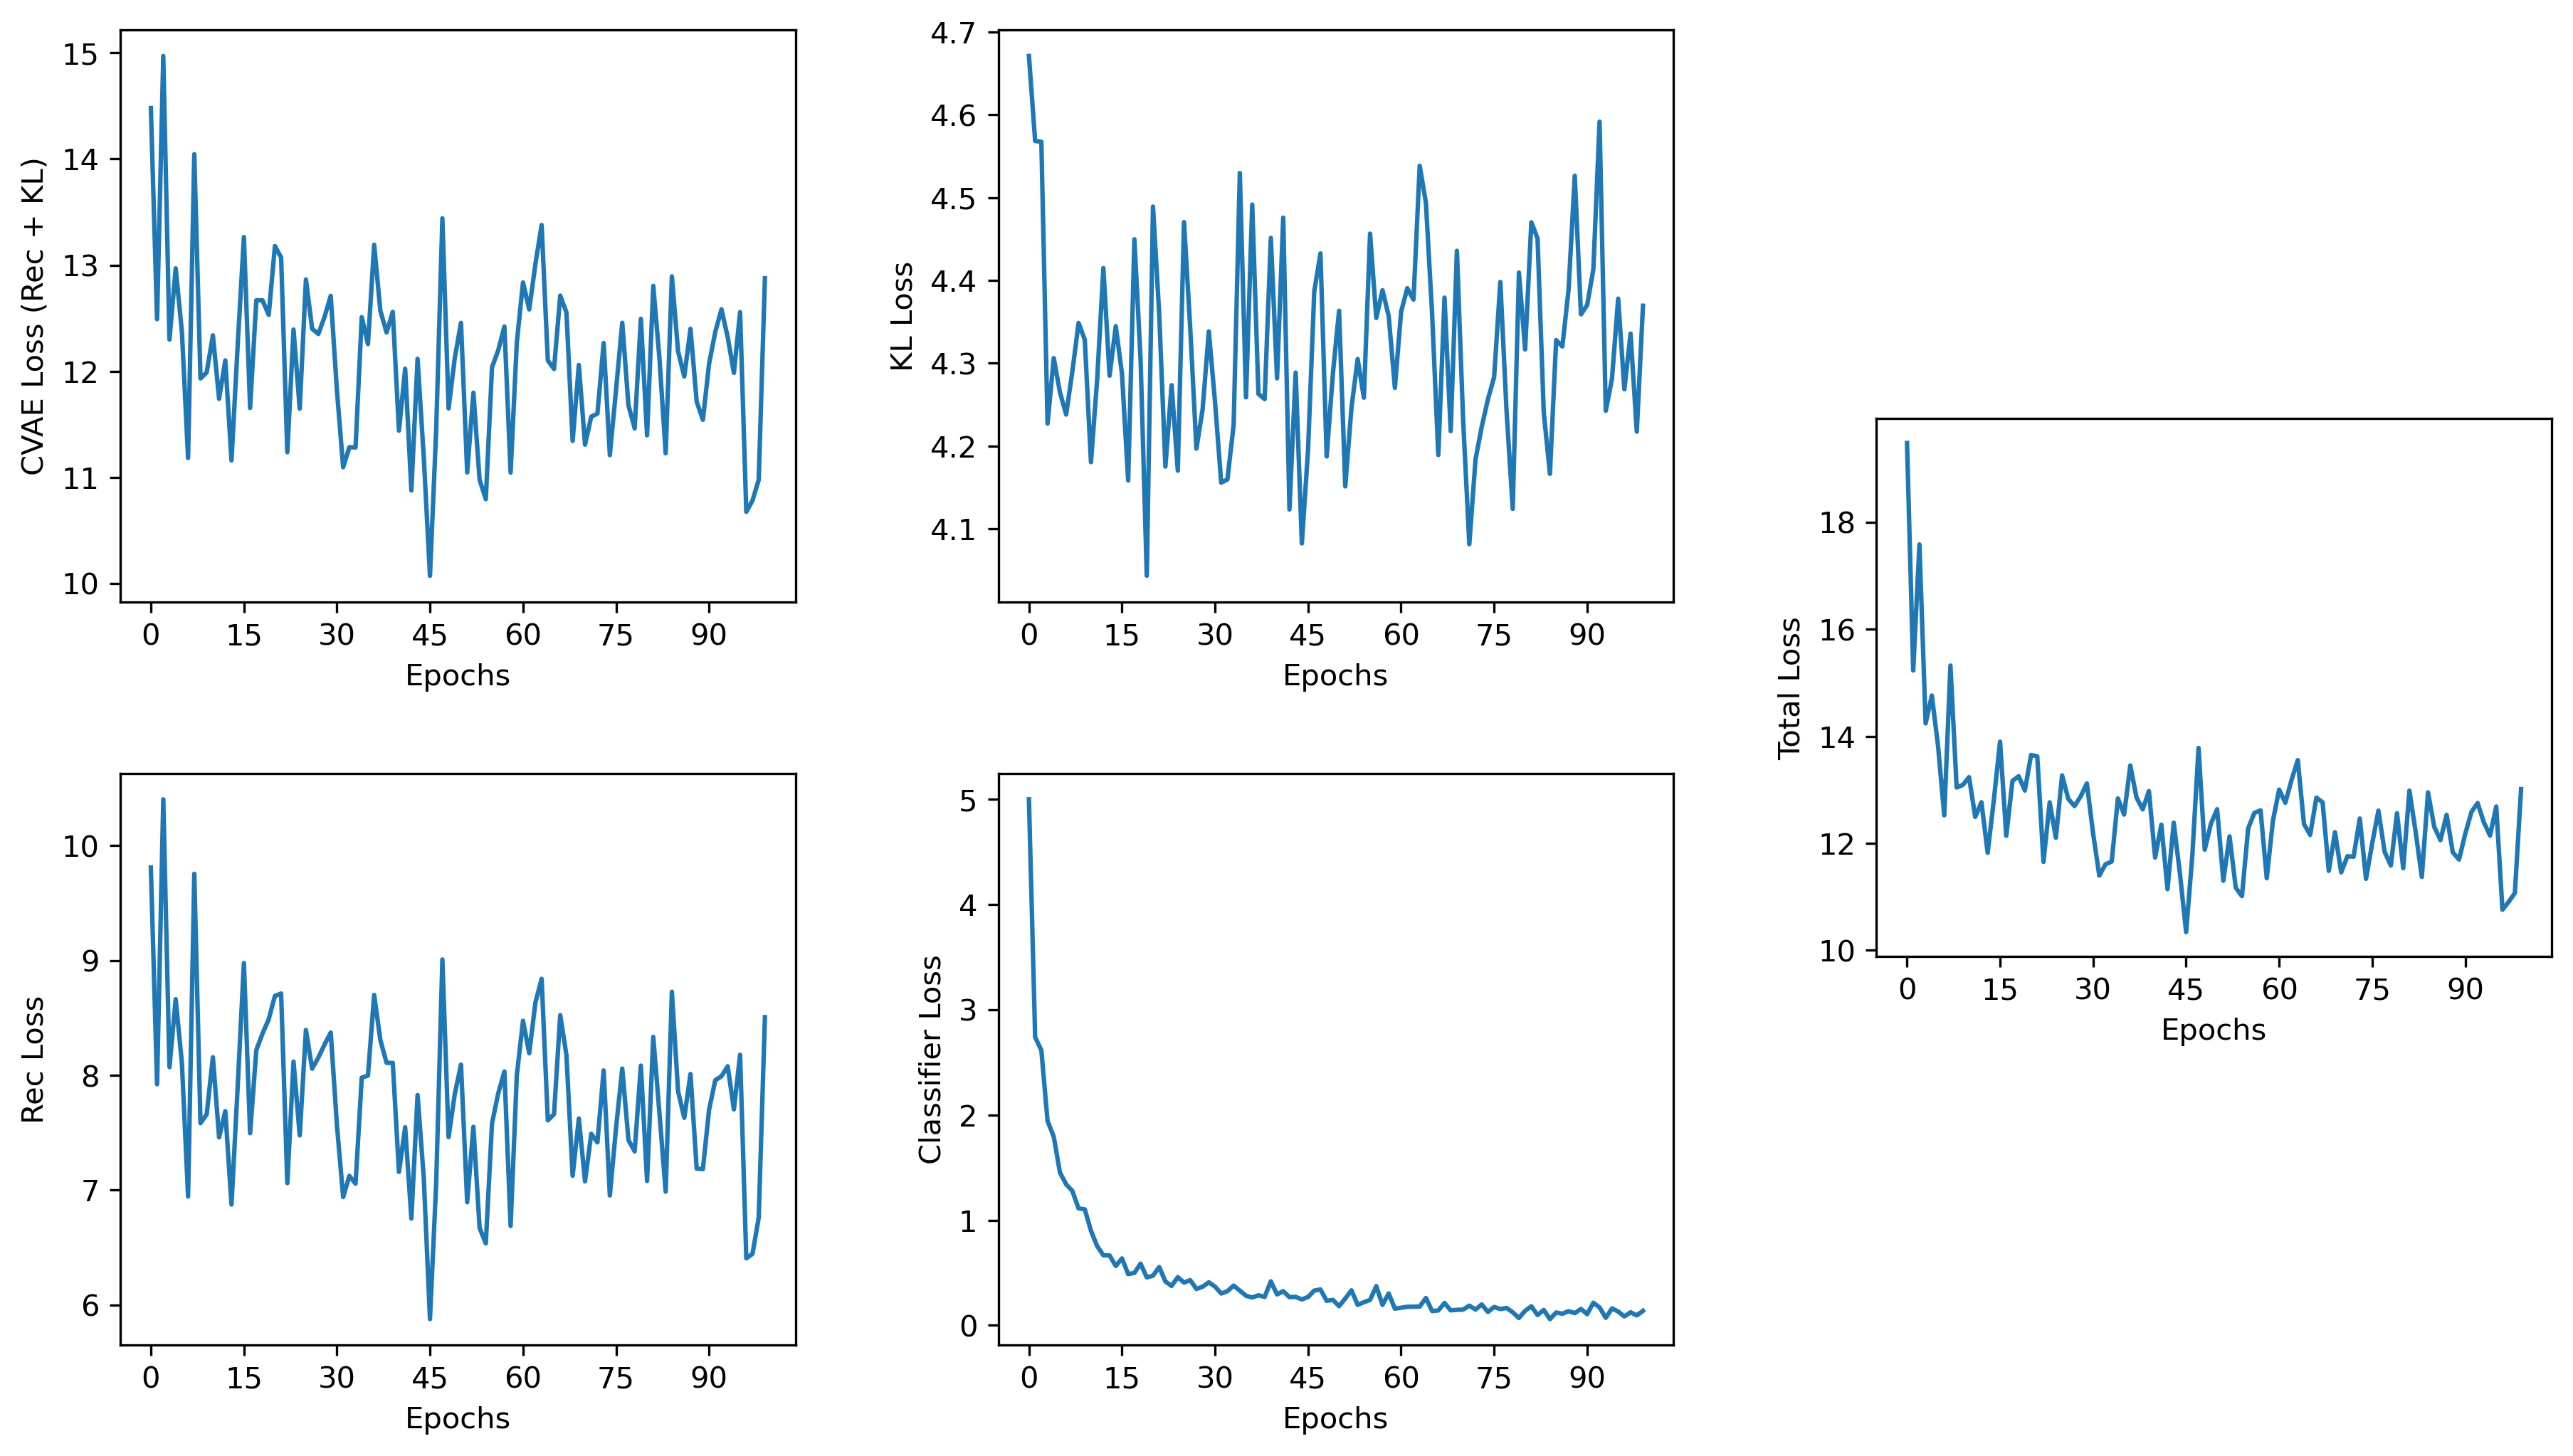 CVAE Loss (Rec + KL)
15
14
13
12
11
10
0 15 30 45 60 75 90
Epochs
KL Loss
4.7
4.6
4.5
4.4
4.3
4.2
4.1
0 15 30 45 60 75 90
Epochs
Rec Loss
10
9
8
7
6
0 15 30 45 60 75 90
Epochs
Classifier Loss
5
4
3
2
1
0
0 15 30 45 60 75 90
Epochs
Total Loss
18
16
14
12
10
0 15 30 45 60 75 90
Epochs